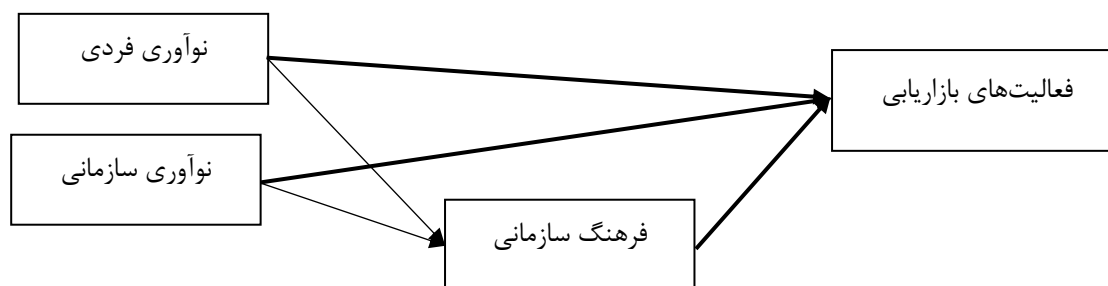 نوآوری فردی
فعالیت‌های بازاریابی
نوآوری سازمانی
فرهنگ سازمانی